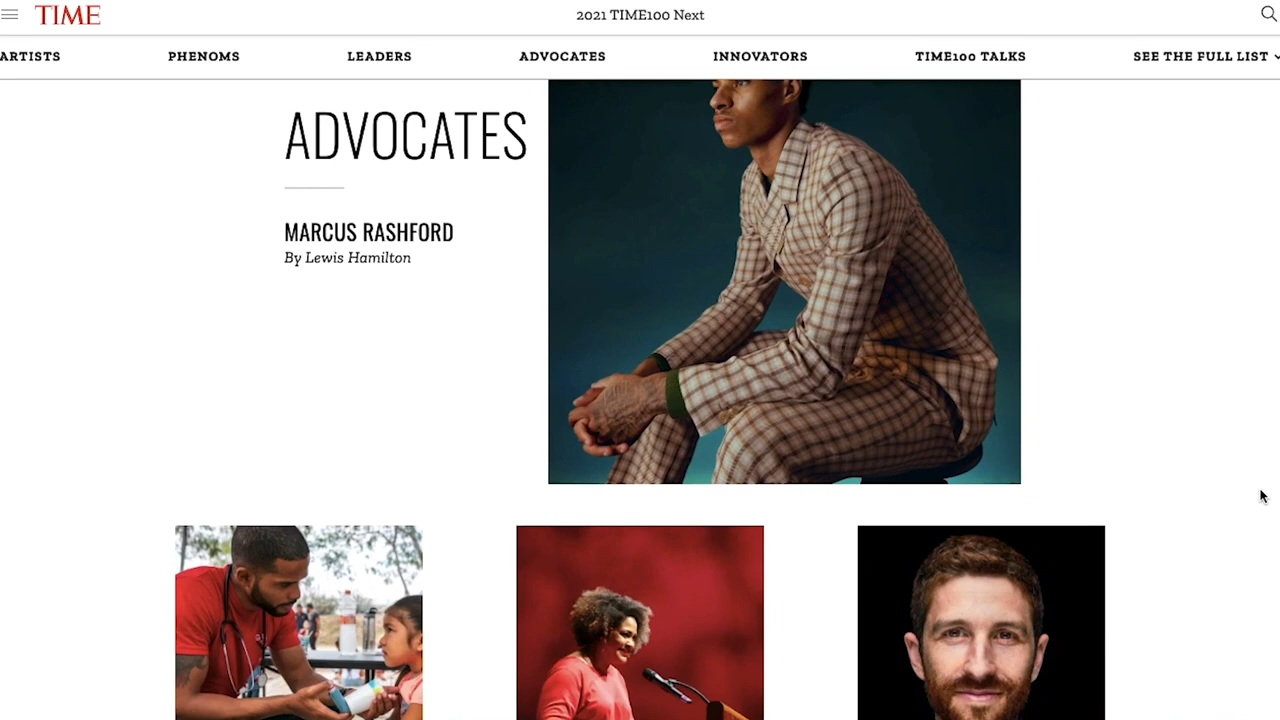 TIME
2021 TIME100 Next
ARTISTS
PHENOMS
LEADERS
ADVOCATES
INNOVATORS
TIME100 TALKS
SEE THE FULL LIST
ADVOCATES
MARCUS RASHFORD
By Lewis Hamilton